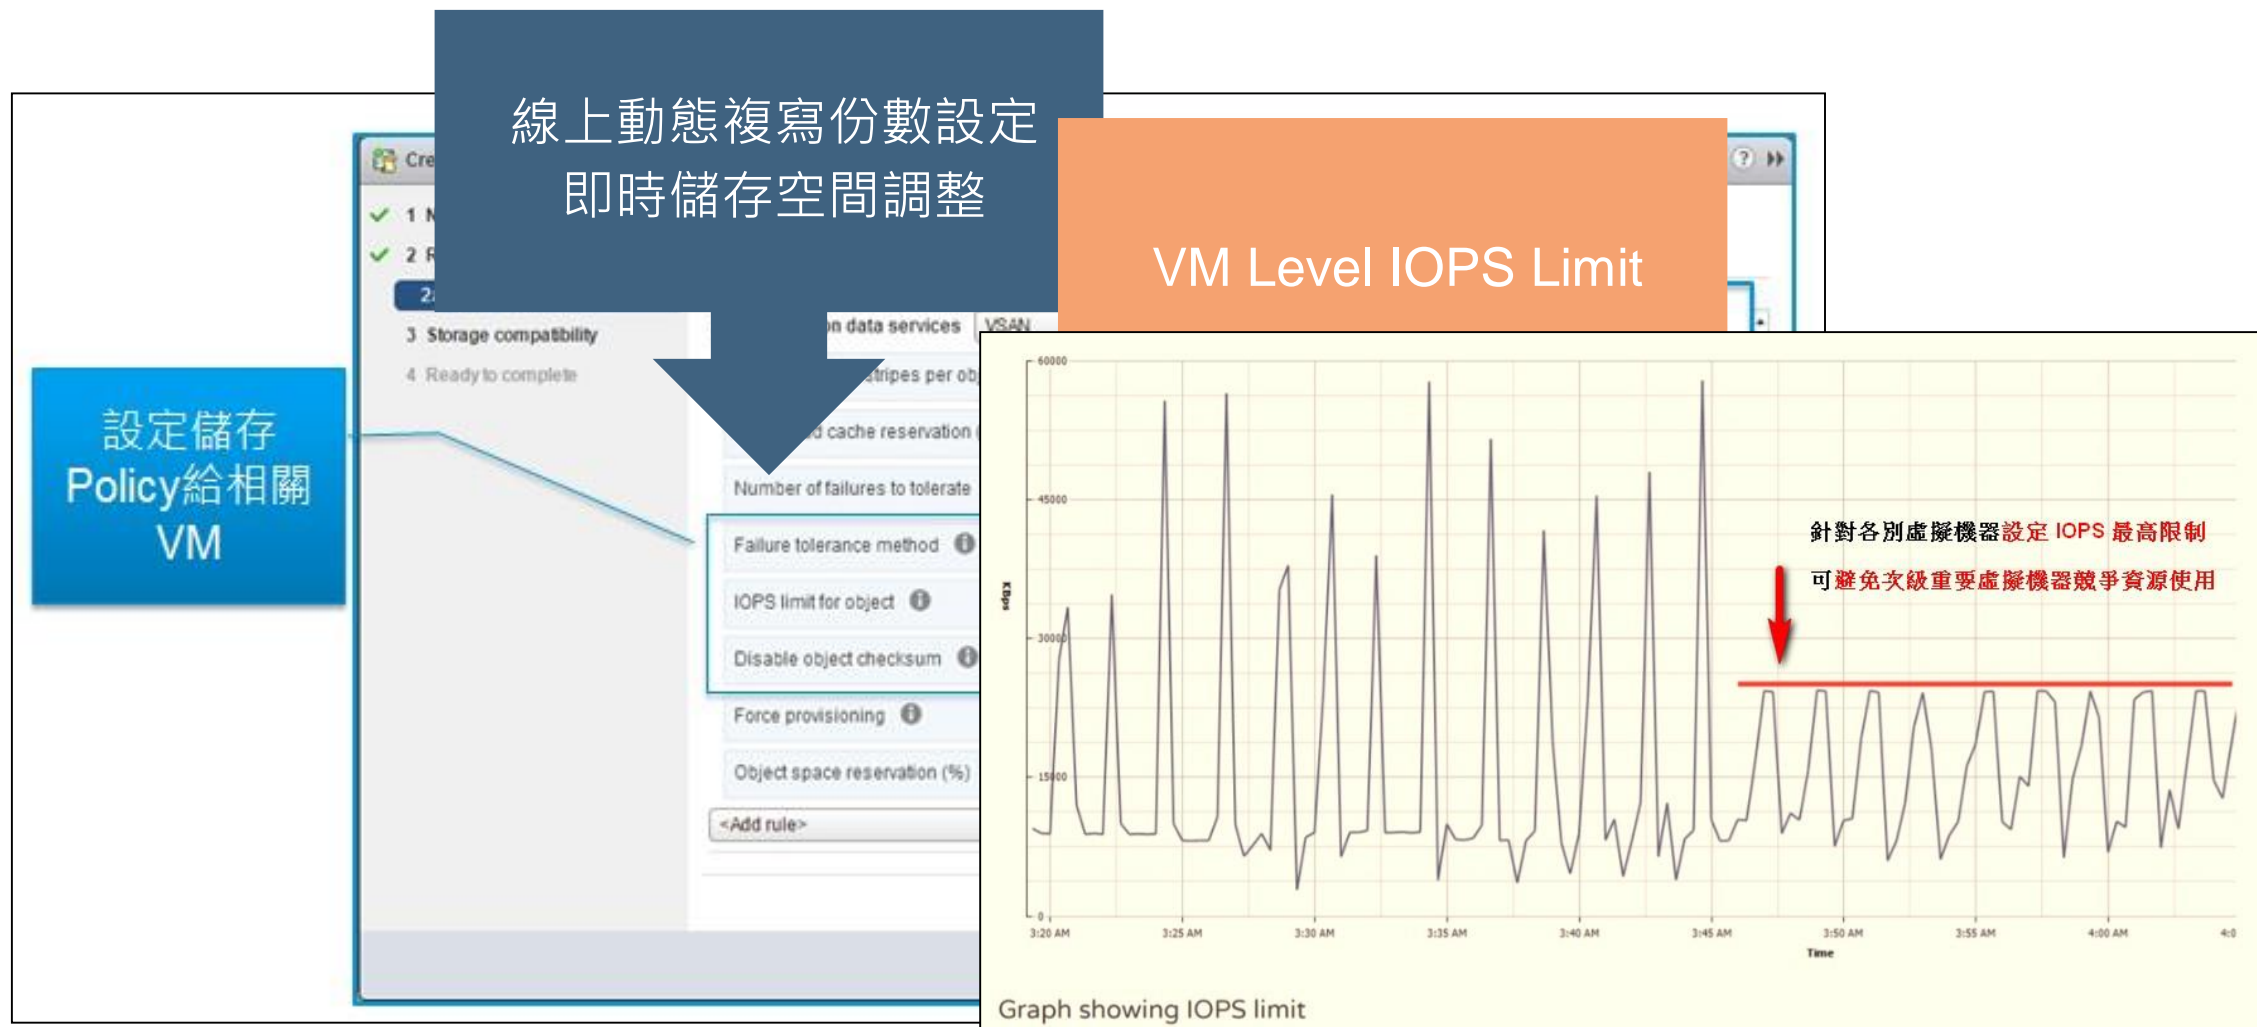 線上動態複寫份數設定
即時儲存空間調整
VM Level IOPS Limit
設定儲存
Policy給相關
VM
Cre
1 N
2 R
3 Storage compatibility
4 Ready to complete
on data services VSAN
stripes per obj
cache reservation (
Number of failures to tolerate
Failure tolerance method
IOPS limit for object
Disable object checksum
Force provisioning
Object space reservation (%)
<Add rule>
針對各別虛擬機器設定 IOPS 最高限制
可避免次級重要虛擬機器競爭資源使用
60000
45000
30000
15000
0
KBps
3:20 AM 3:25 AM 3:30 AM 3:35 AM 3:40 AM 3:45 AM 3:50 AM 3:55 AM 4:00 AM 4:0
Time
Graph showing IOPS limit